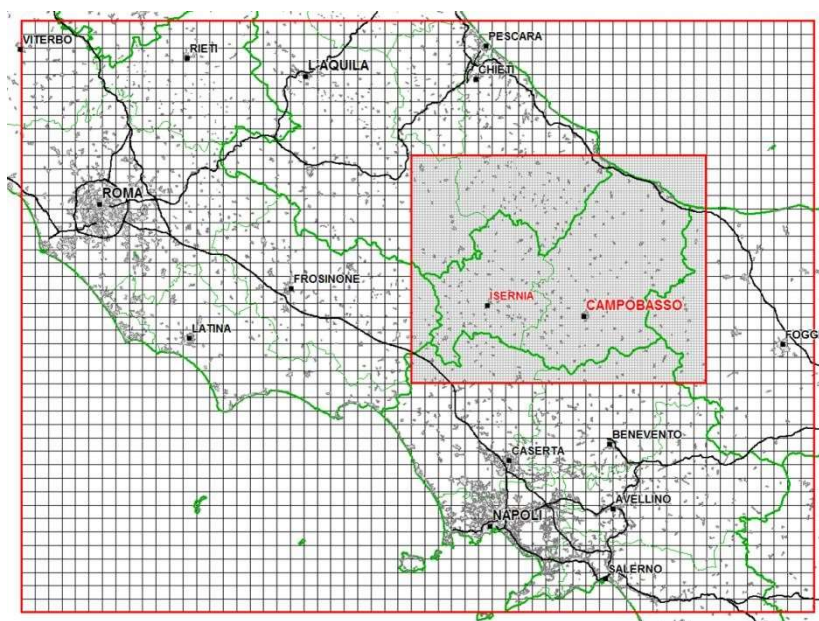 PESCARA
VITERBO
RIETI
L'AQUILA
CHIETI
ROMA
FROSINONE
ISERNIA
CAMPOBASSO
LATINA
FOGG
BENEVENTO
CASERTA
AVELLINO
NAPOLI
SALERNO